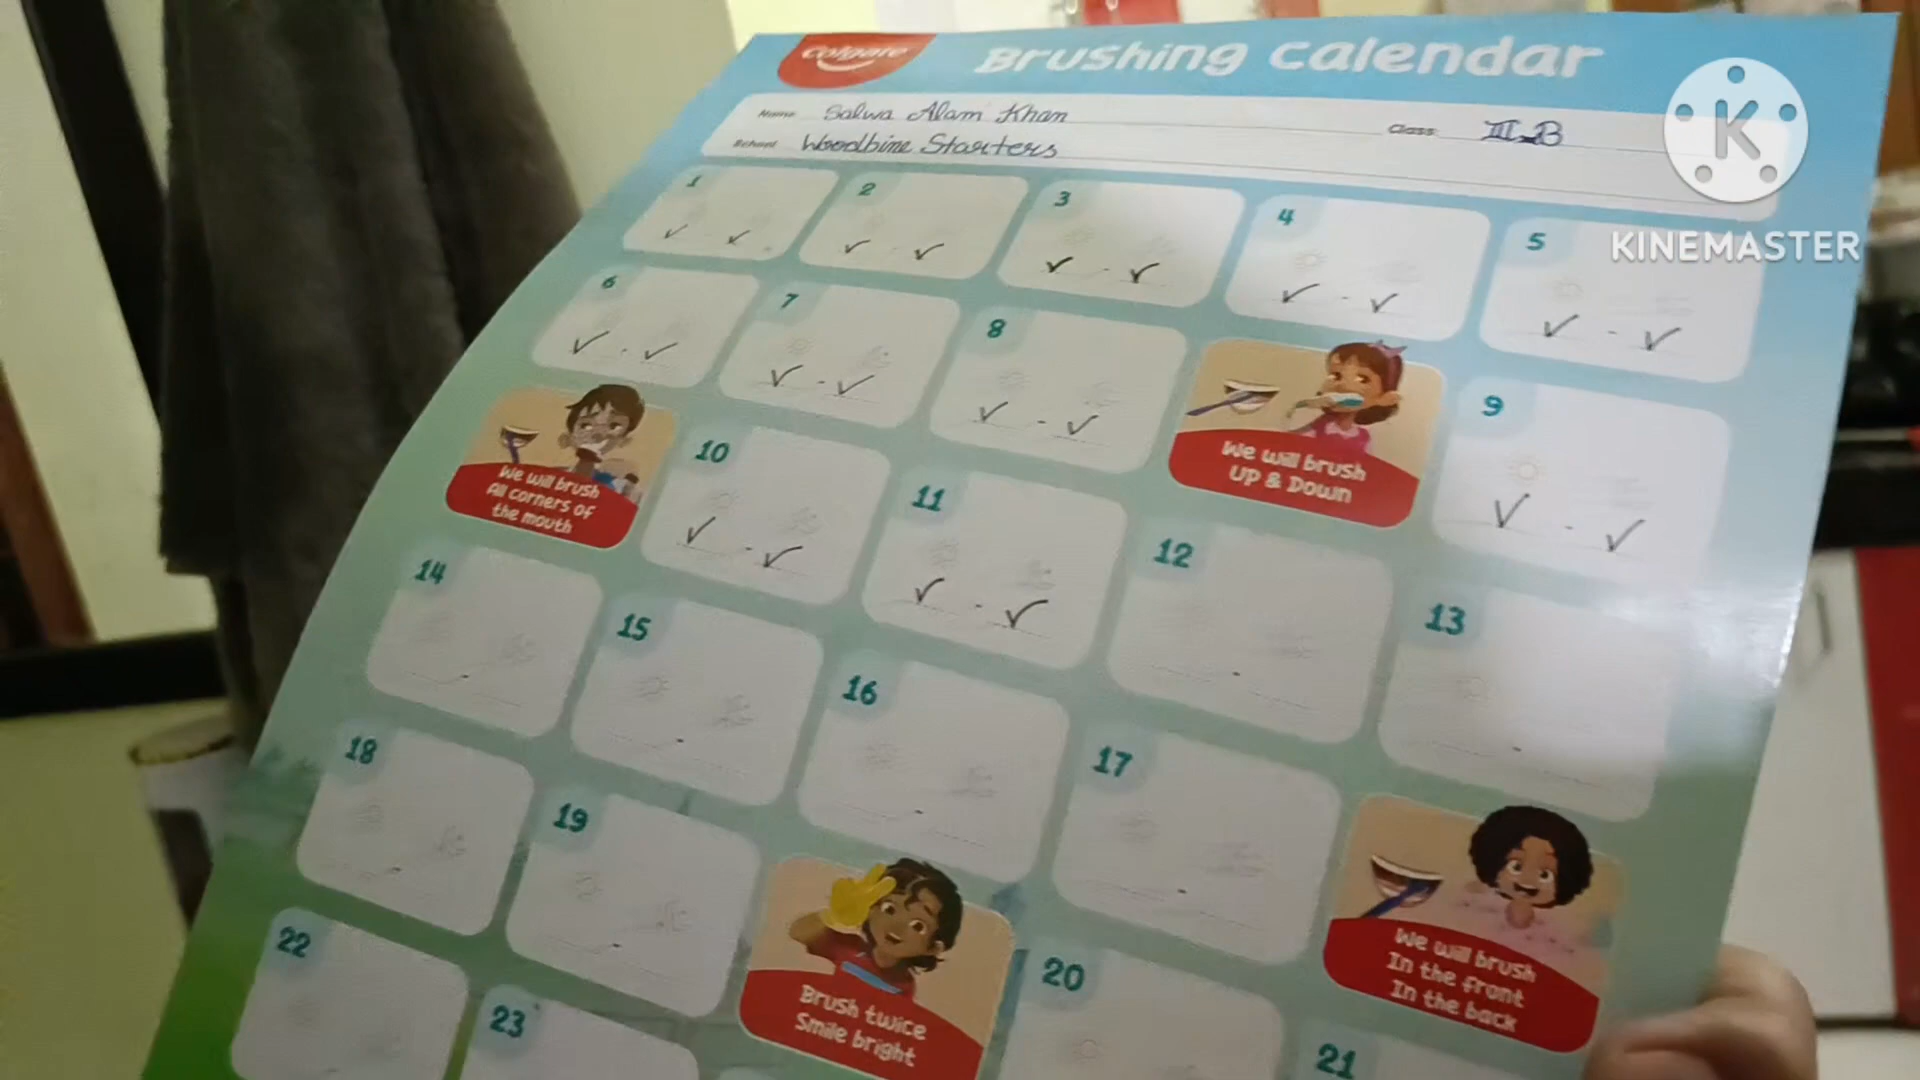 Colgate
Brushing Calendar
Name Salwa Alam Khan
Class III-B
School Woodbine Starters
1
2
3
4
5
6
7
8
We will brush
UP & Down
9
We will brush
All corners of
the mouth
10
11
12
13
14
15
16
17
18
19
Brush twice
Smile bright
20
We will brush
In the front
In the back
21
22
23
K
KINEMASTER